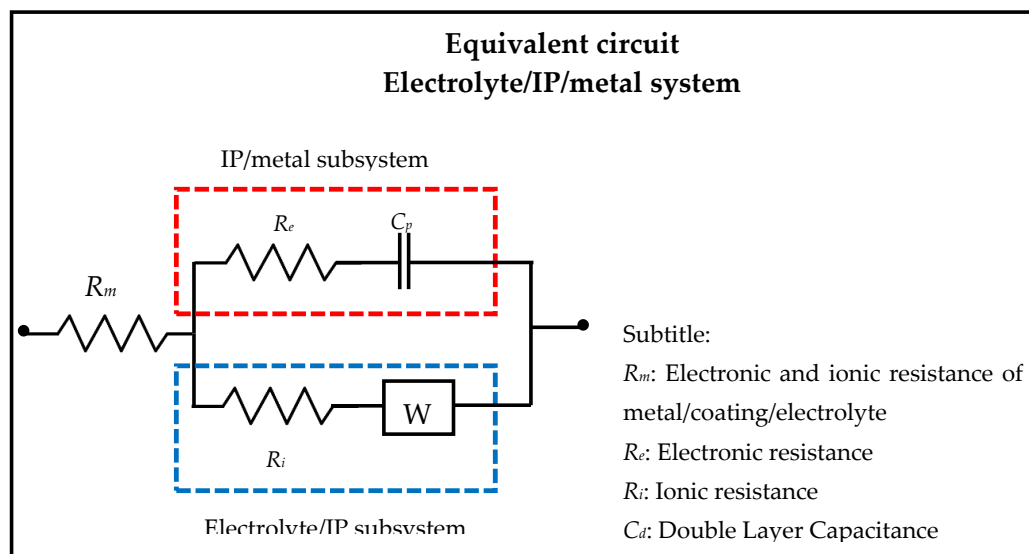 Equivalent circuit
Electrolyte/IP/metal system
IP/metal subsystem
Re
Cp
Rm
W
Ri
Electrolyte/IP subsystem
Subtitle:
Rm: Electronic and ionic resistance of
metal/coating/electrolyte
Re: Electronic resistance
Ri: Ionic resistance
Cd: Double Layer Capacitance